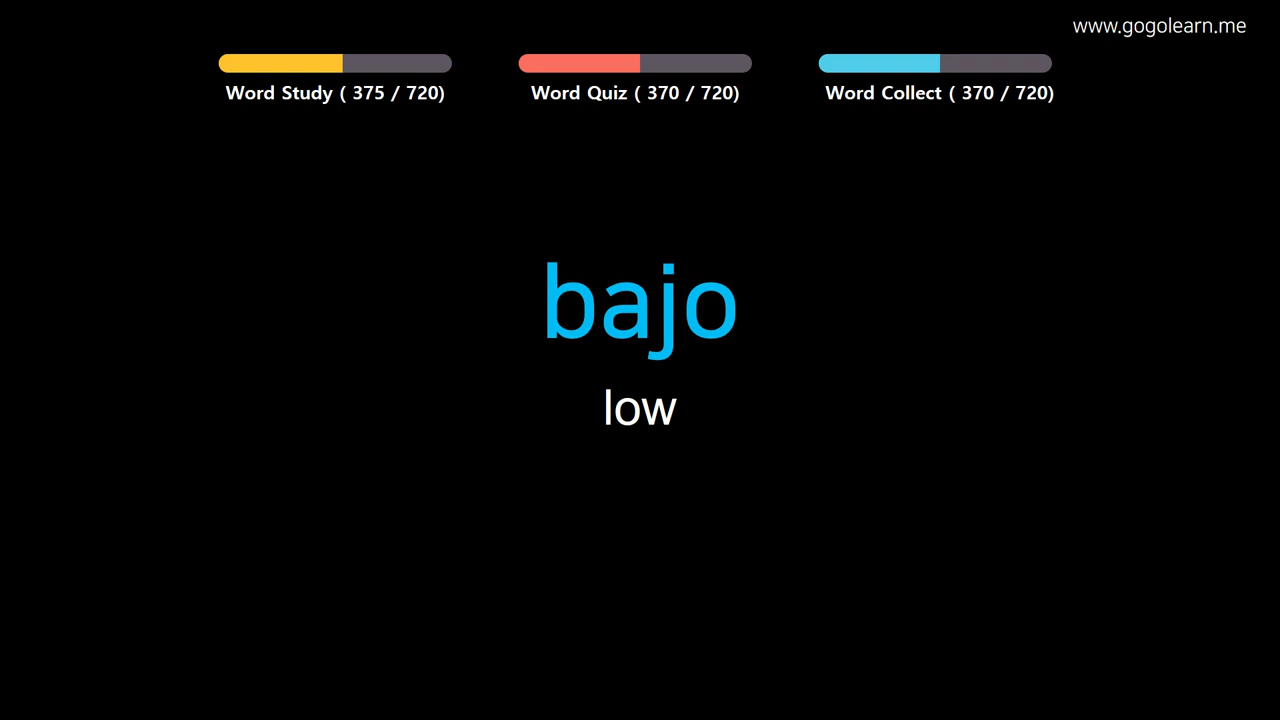 www.gogolearn.me
Word Study ( 375 / 720)
Word Quiz ( 370 / 720)
Word Collect ( 370 / 720)
bajo
low